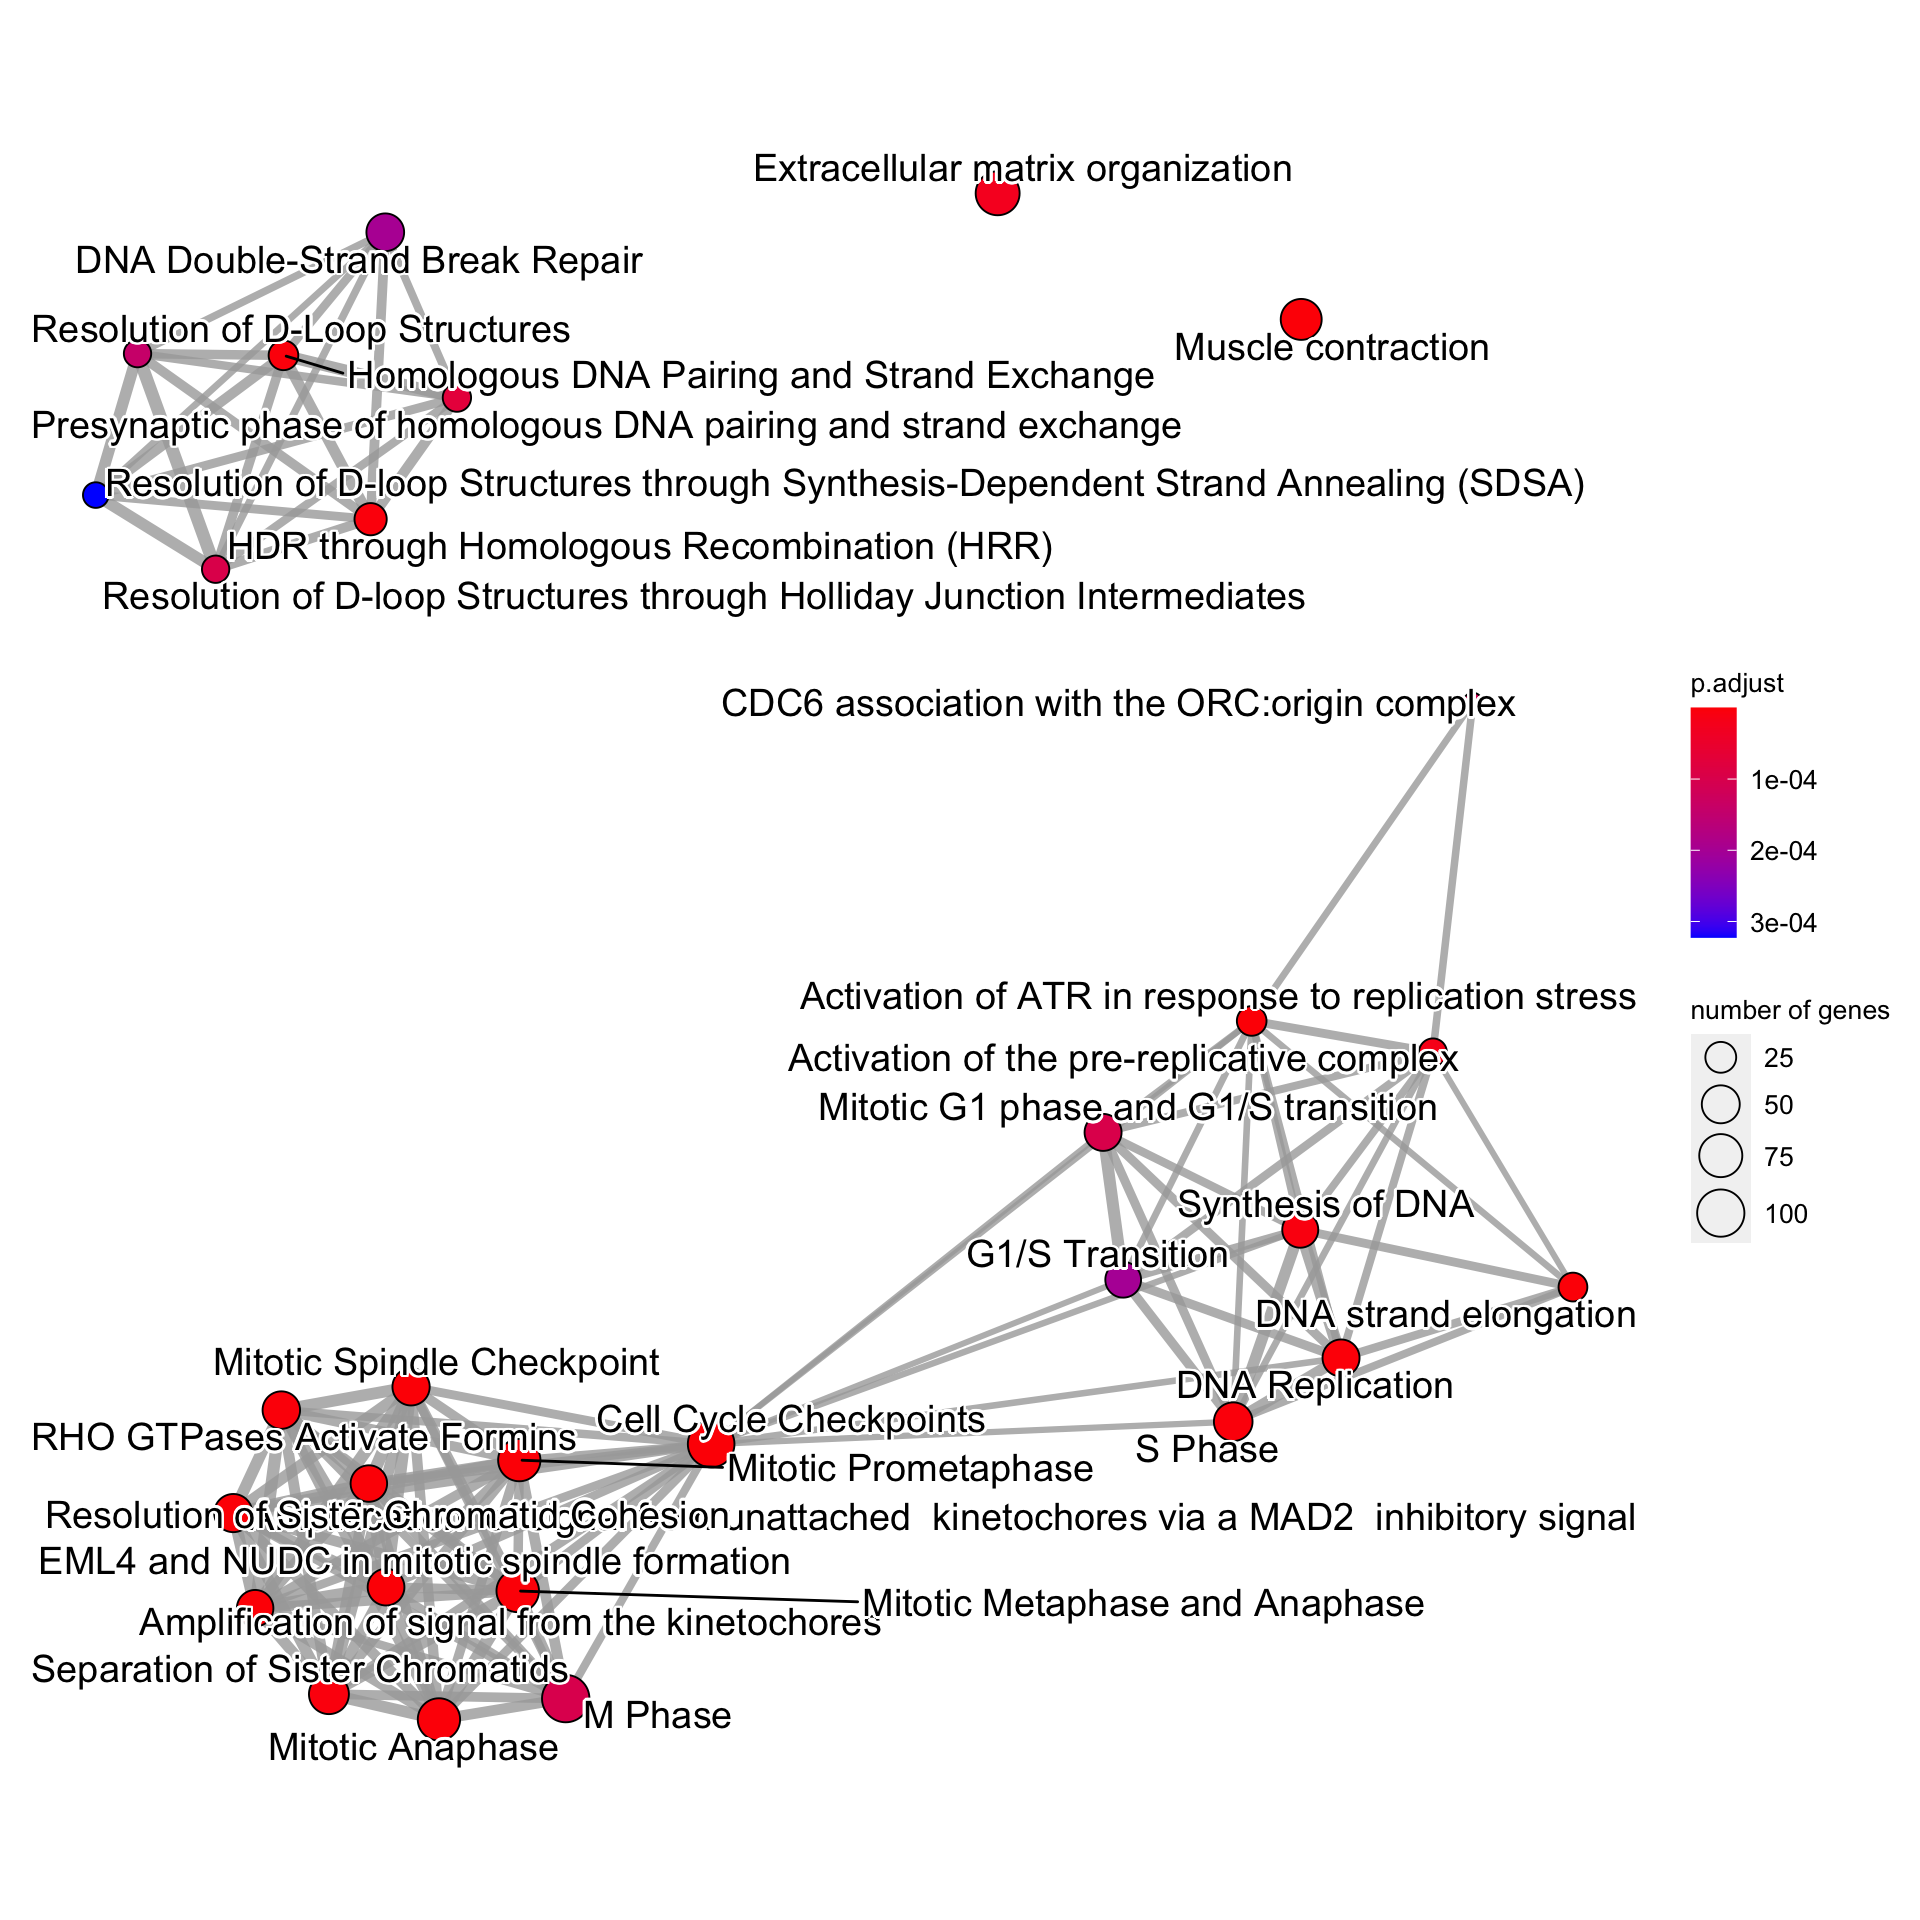 Extracellular matrix organization
DNA Double-Strand Break Repair
Resolution of D-Loop Structures
Muscle contraction
Homologous DNA Pairing and Strand Exchange
Presynaptic phase of homologous DNA pairing and strand exchange
Resolution of D-loop Structures through Synthesis-Dependent Strand Annealing (SDSA)
HDR through Homologous Recombination (HRR)
Resolution of D-loop Structures through Holliday Junction Intermediates
CDC6 association with the ORC:origin complex
p.adjust
1e-04
2e-04
3e-04
Activation of ATR in response to replication stress
number of genes
25
50
75
100
Activation of the pre-replicative complex
Mitotic G1 phase and G1/S transition
Synthesis of DNA
G1/S Transition
DNA strand elongation
Mitotic Spindle Checkpoint
DNA Replication
Cell Cycle Checkpoints
RHO GTPases Activate Formins
S Phase
Mitotic Prometaphase
Resolution of Sister Chromatid Cohesion
unattached kinetochores via a MAD2 inhibitory signal
EML4 and NUDC in mitotic spindle formation
Mitotic Metaphase and Anaphase
Amplification of signal from the kinetochores
Separation of Sister Chromatids
M Phase
Mitotic Anaphase